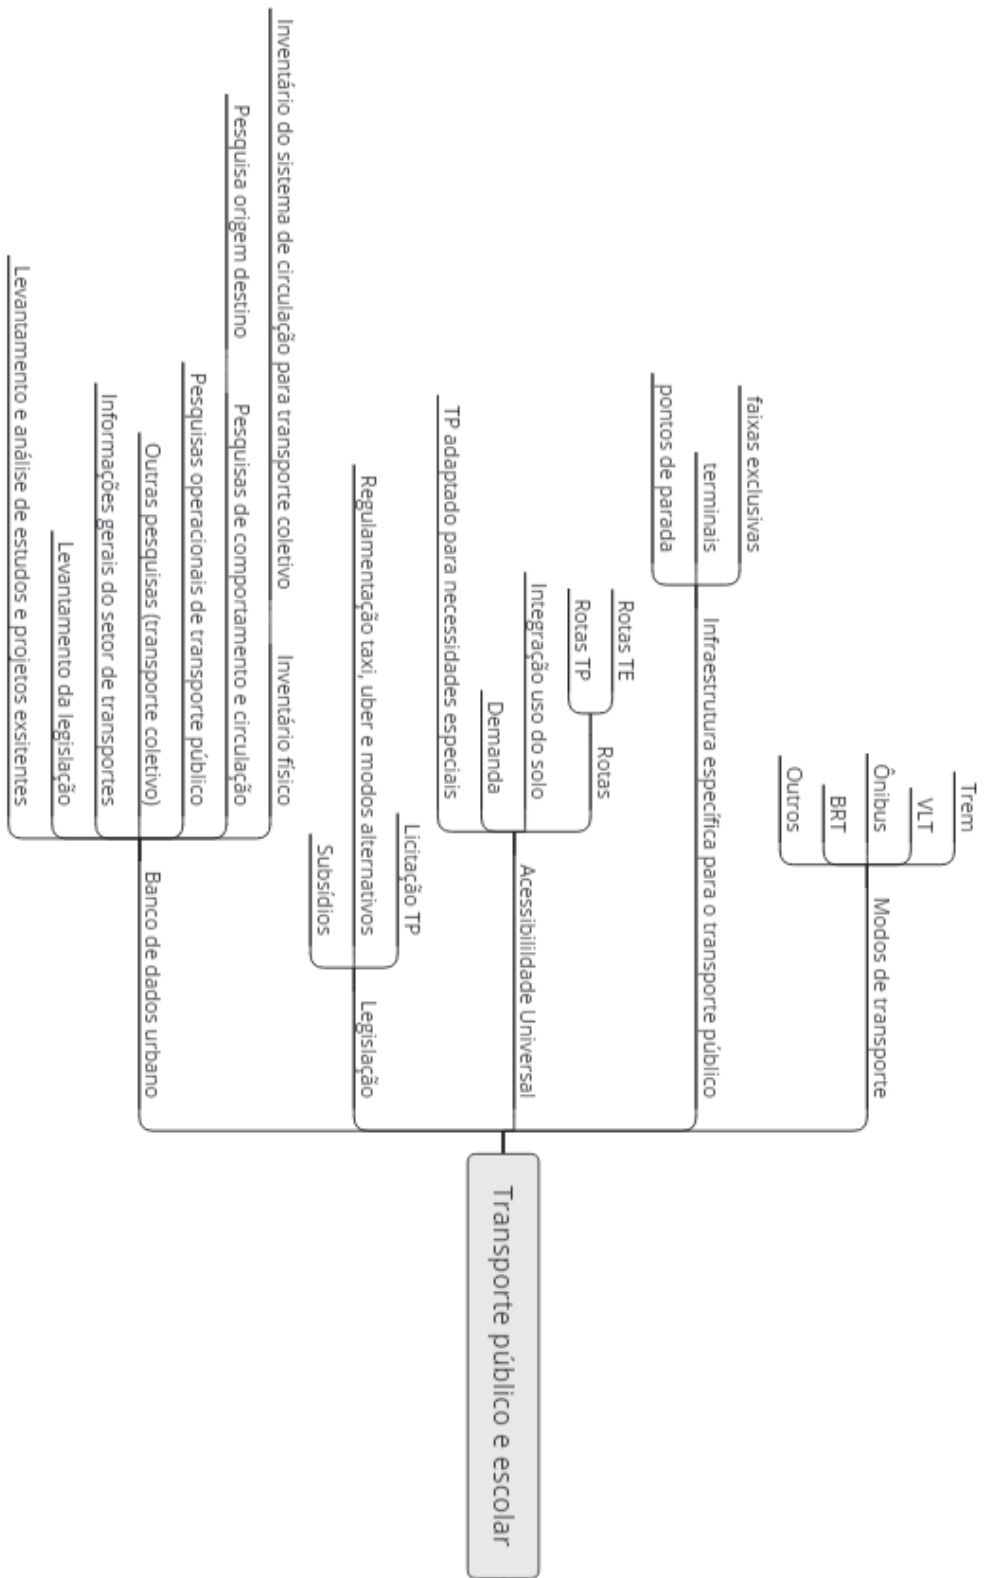 Trem
VLT
Ônibus
BRT
Outros
Modos de transporte
faixas exclusivas
terminais
pontos de parada
Infraestrutura específica para o transporte público
Rotas TE
Rotas TP
Rotas
Integração uso do solo
Demanda
TP adaptado para necessidades especiais
Acessibilildade Universal
Licitação TP
Regulamentação taxi, uber e modos alternativos
Subsídios
Legislação
Inventário do sistema de circulação para transporte coletivo
Inventário físico
Pesquisa origem destino
Pesquisas de comportamento e circulação
Pesquisas operacionais de transporte público
Outras pesquisas (transporte coletivo)
Informações gerais do setor de transportes
Levantamento da legislação
Levantamento e análise de estudos e projetos exsitentes
Banco de dados urbano
Transporte público e escolar